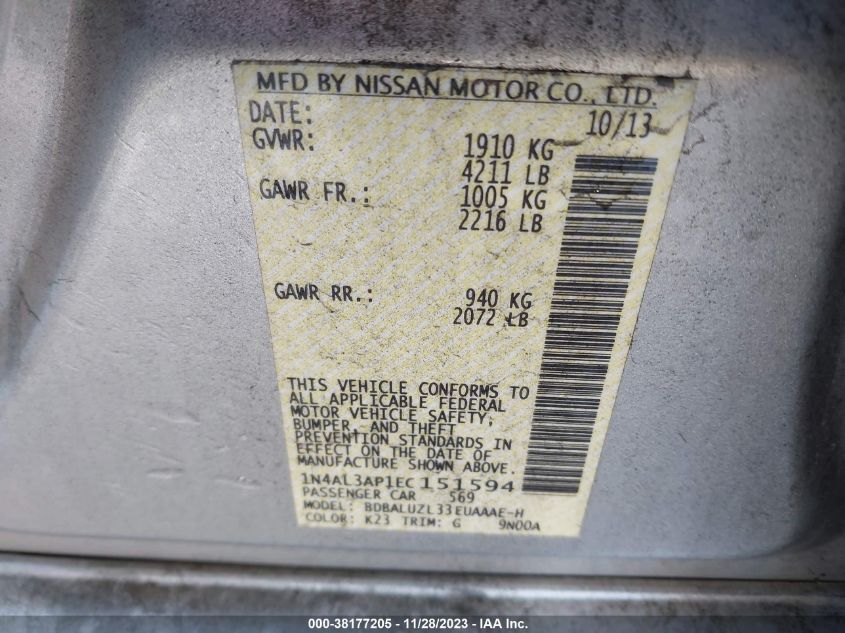 MFD BY NISSAN MOTOR CO., LTD.
DATE: 10/13
GVWR: 1910 KG
4211 LB
GAWR FR.: 1005 KG
2216 LB
GAWR RR.: 940 KG
2072 LB
THIS VEHICLE CONFORMS TO
ALL APPLICABLE FEDERAL
MOTOR VEHICLE SAFETY,
BUMPER, AND THEFT
PREVENTION STANDARDS IN
EFFECT ON THE DATE OF
MANUFACTURE SHOWN ABOVE.
1N4AL3AP1EC151594
PASSENGER CAR 569
MODEL: BDBALUZL33EUAAAE-H
COLOR: K23 TRIM: G 9N00A
000-38177205 - 11/28/2023 - IAA Inc.